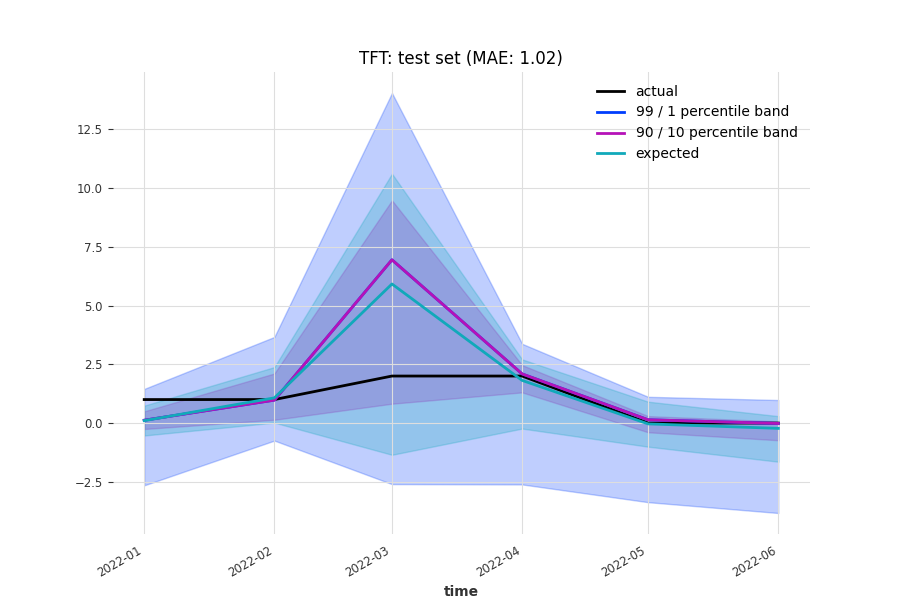 TFT: test set (MAE: 1.02)
actual
99 / 1 percentile band
90 / 10 percentile band
expected
12.5
10.0
7.5
5.0
2.5
0.0
−2.5
2022-01
2022-02
2022-03
2022-04
2022-05
2022-06
time